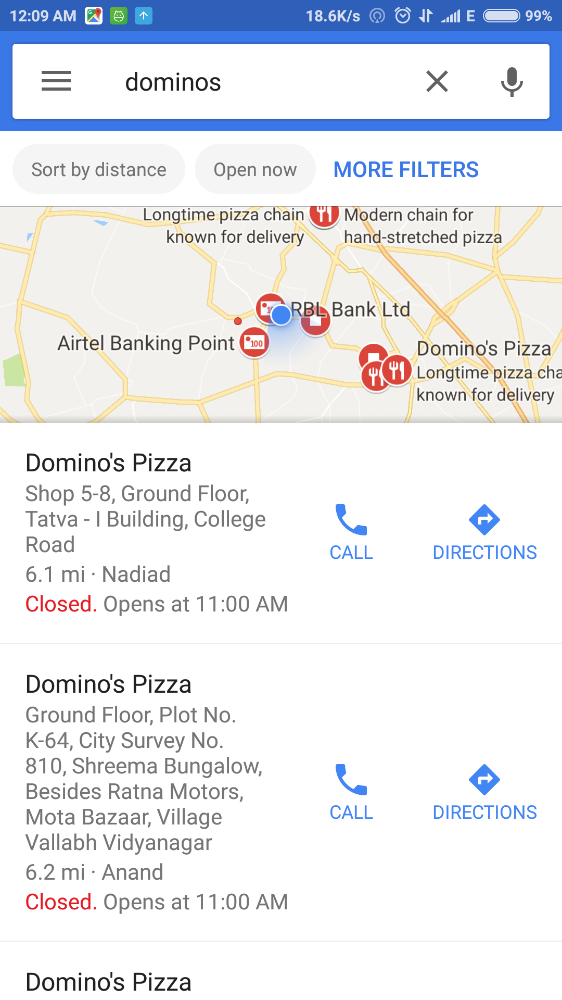 12:09 AM 18.6K/s E 99%
dominos
Sort by distance Open now MORE FILTERS
Longtime pizza chain
known for delivery
Modern chain for
hand-stretched pizza
RBL Bank Ltd
Airtel Banking Point
100
Domino's Pizza
Longtime pizza cha
known for delivery
Domino's Pizza
Shop 5-8, Ground Floor,
Tatva - I Building, College
Road
6.1 mi · Nadiad
Closed. Opens at 11:00 AM
CALL
DIRECTIONS
Domino's Pizza
Ground Floor, Plot No.
K-64, City Survey No.
810, Shreema Bungalow,
Besides Ratna Motors,
Mota Bazaar, Village
Vallabh Vidyanagar
6.2 mi · Anand
Closed. Opens at 11:00 AM
CALL
DIRECTIONS
Domino's Pizza